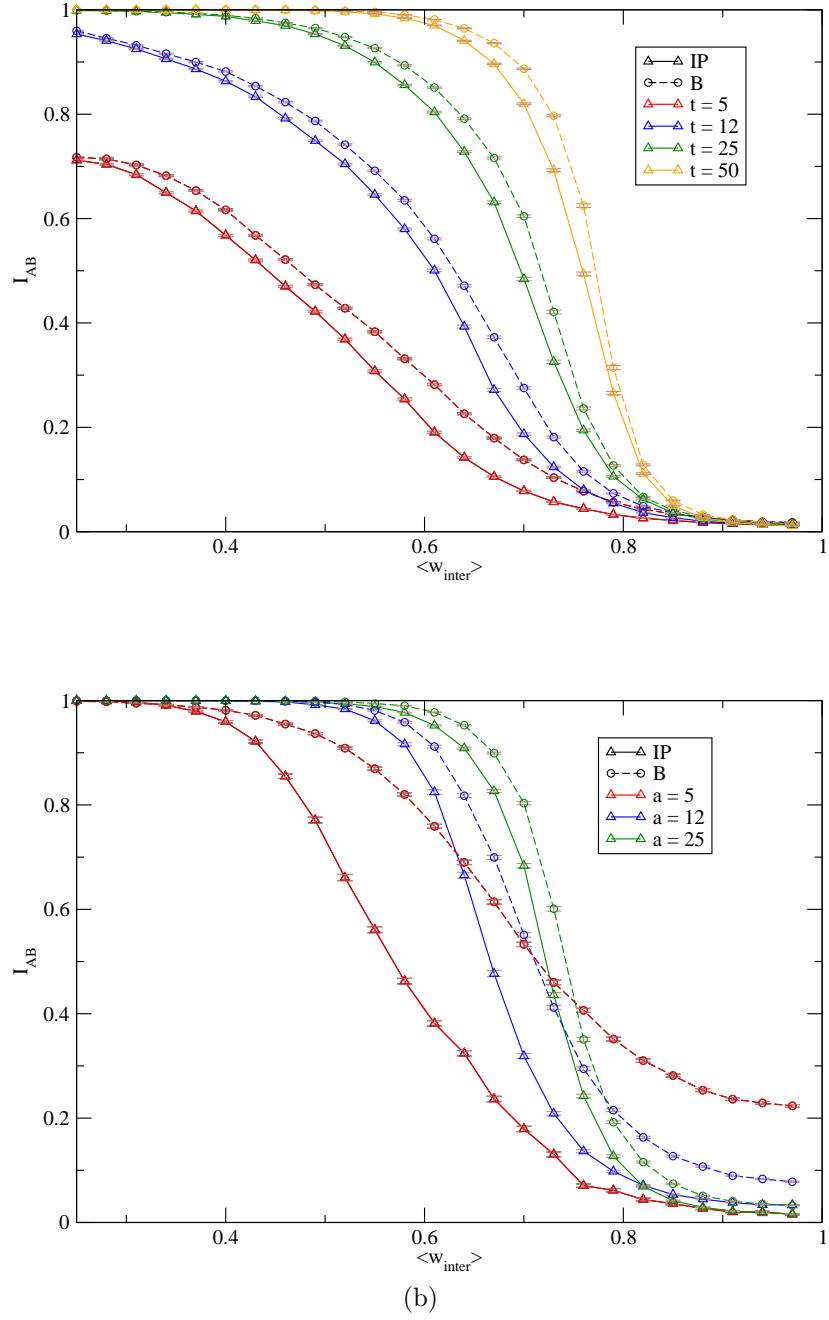 1
0.8
0.6
0.4
0.2
0
I_AB
0.4
0.6
0.8
1
<w_inter>
IP
B
t = 5
t = 12
t = 25
t = 50
1
0.8
0.6
0.4
0.2
0
I_AB
0.4
0.6
0.8
1
<w_inter>
IP
B
a = 5
a = 12
a = 25
(b)